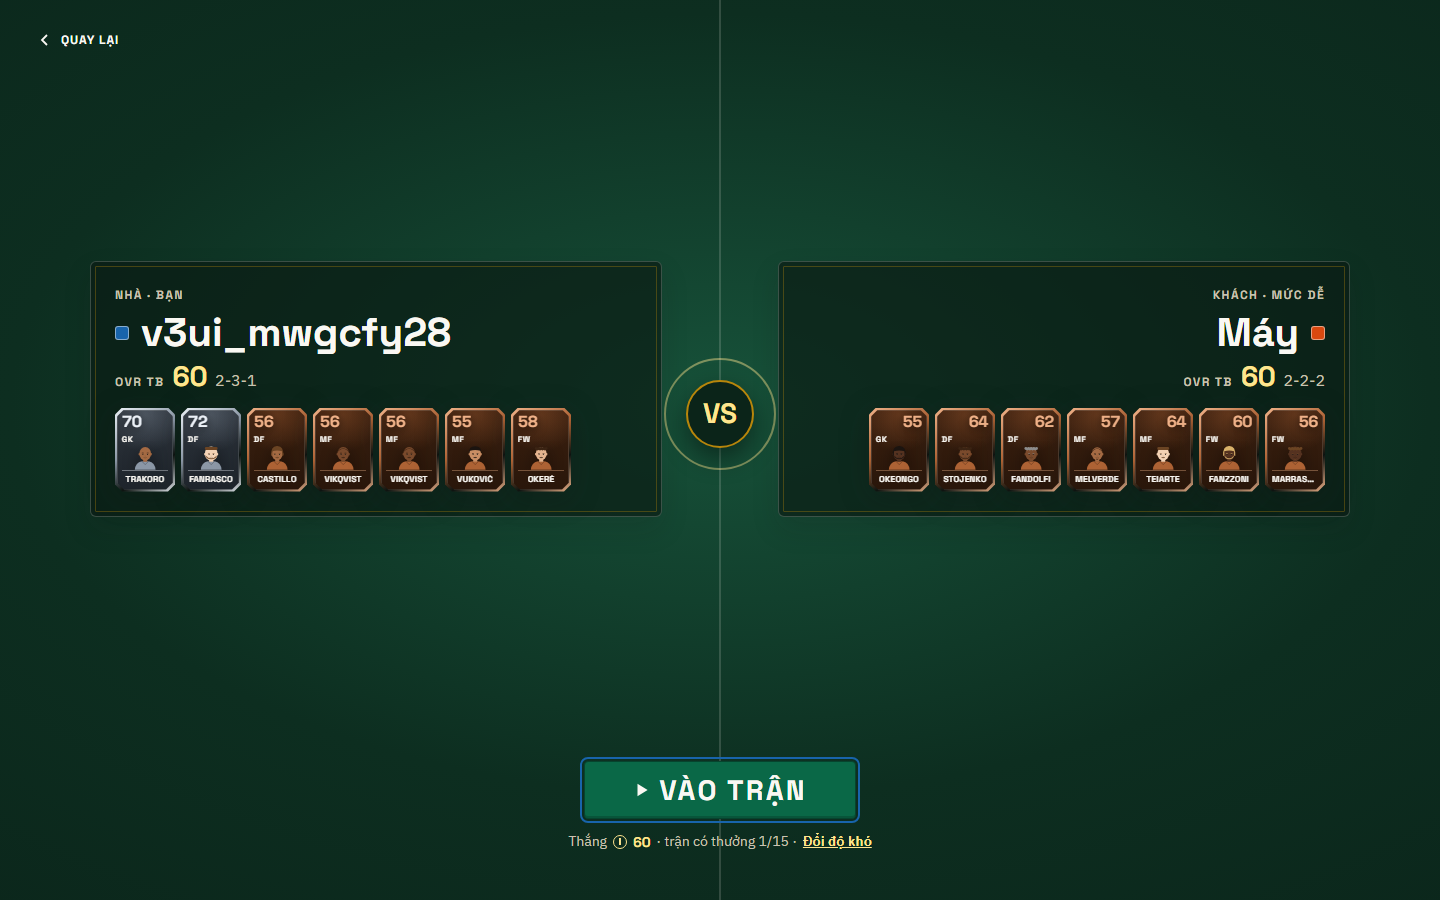 QUAY LẠI
NHÀ · BẠN
v3ui_mwgcfy28
OVR TB 60 2-3-1
70 GK TRAKORO
72 DF FANRASCO
56 DF CASTILLO
56 MF VIKQVIST
56 MF VIKQVIST
55 MF VUKOVIĆ
58 FW OKERÉ
VS
KHÁCH · MỨC DỄ
Máy
OVR TB 60 2-2-2
55 GK OKEONGO
64 DF STOJENKO
62 DF FANDOLFI
57 MF MELVERDE
64 MF TEIARTE
60 FW FANZZONI
56 FW MARRAS...
VÀO TRẬN
Thắng 60 · trận có thưởng 1/15 · Đổi độ khó